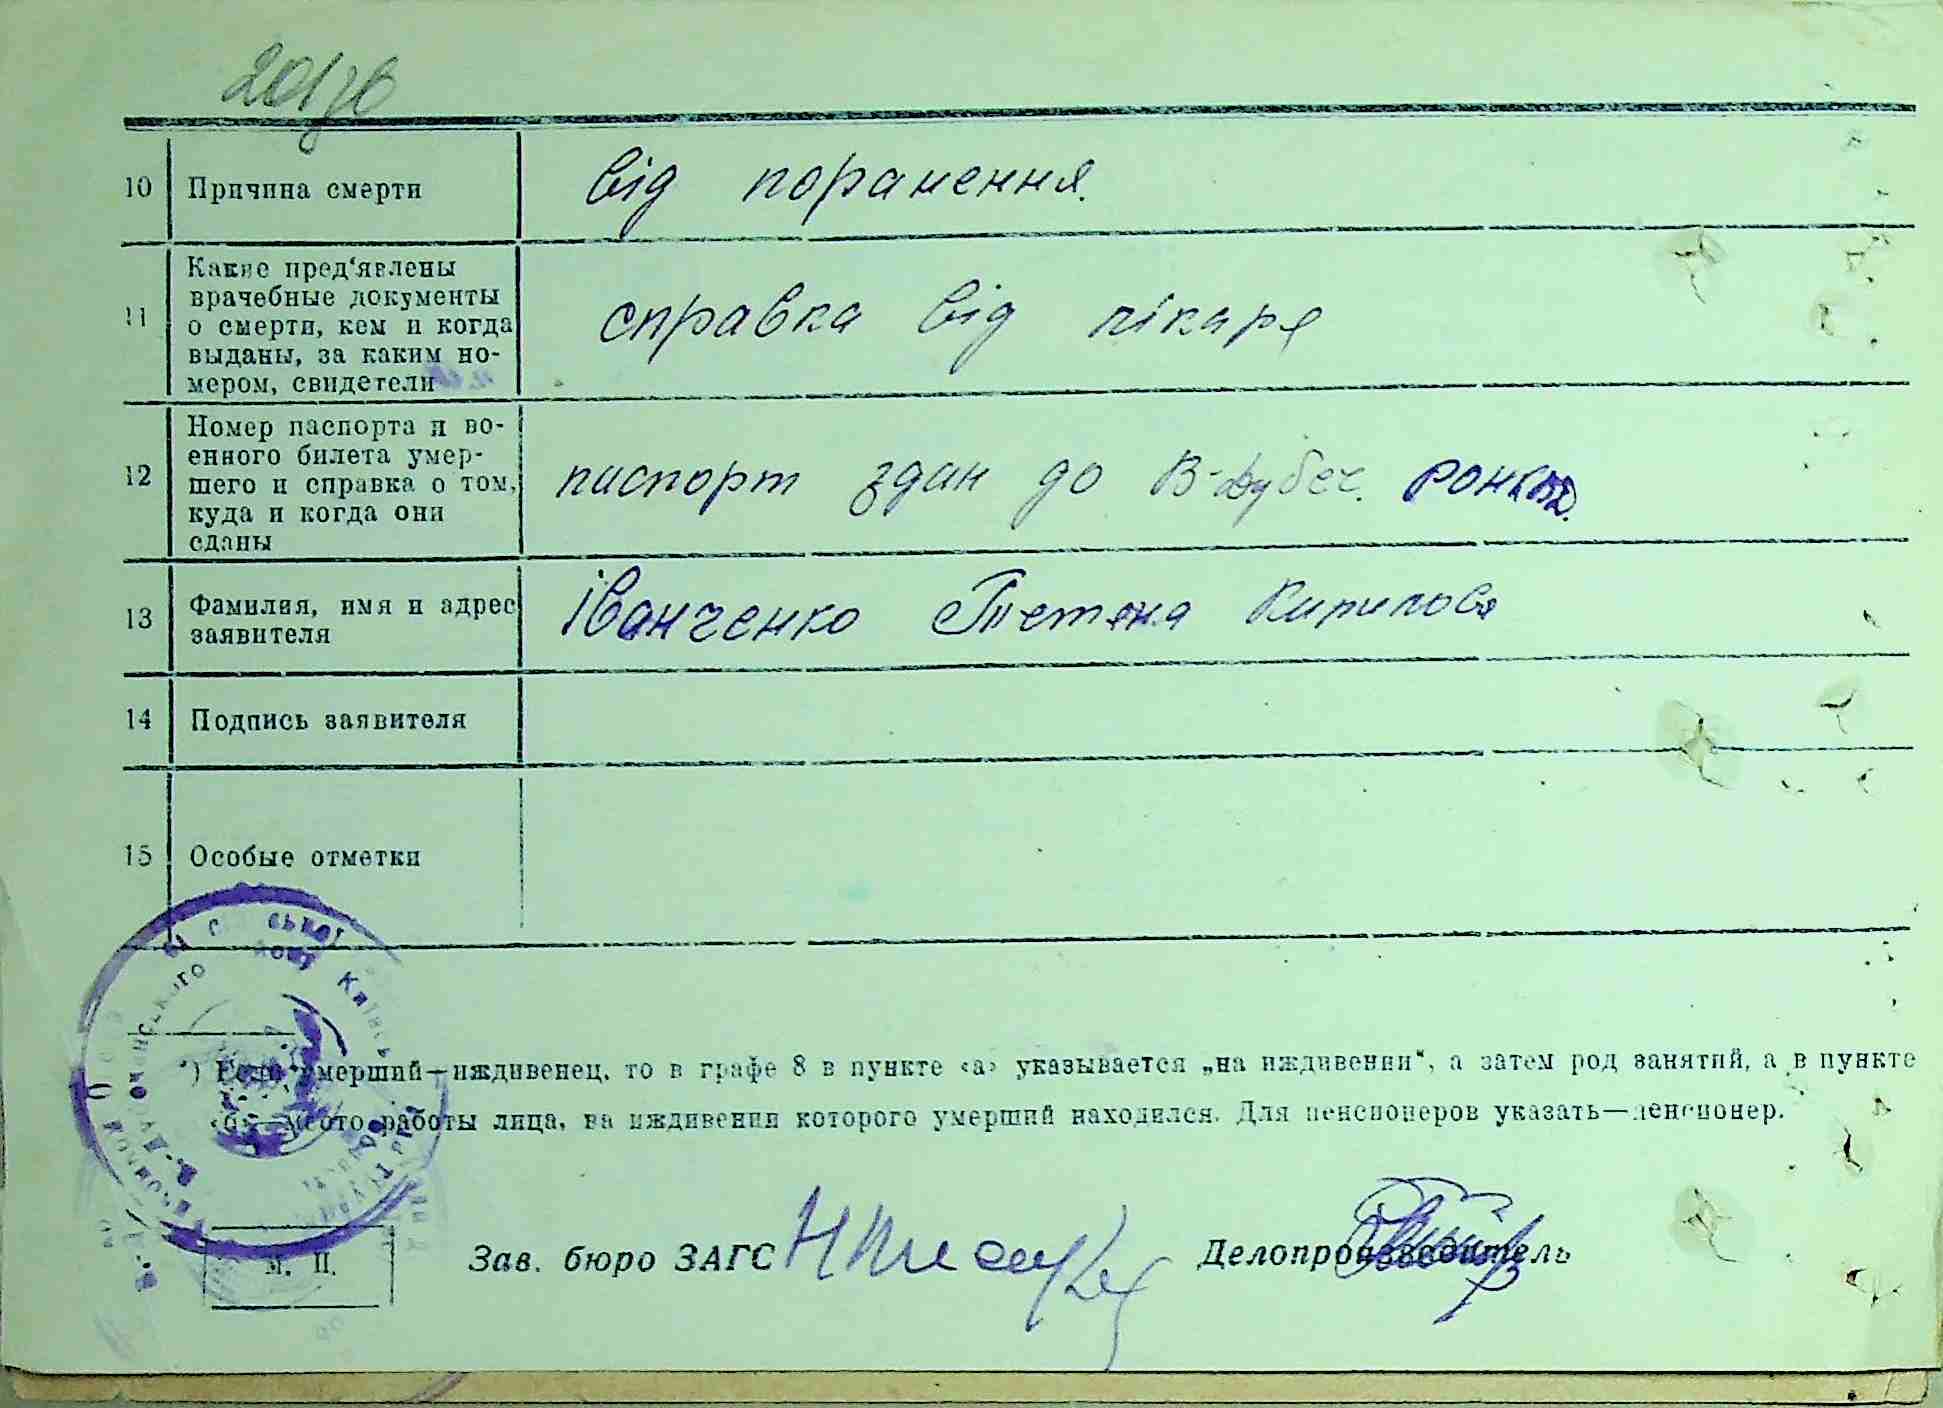 10 Причина смерти від поранення.
Какие пред'явлены
врачебные документы
11 о смерти, кем и когда справка від лікаря
выданы, за каким но-
мером, свидетели
Номер паспорта и во-
енного билета умер-
12 шего и справка о том, паспорт здан до В-Дубеч.
куда и когда они
сданы
13 Фамилия, имя и адрес Іванченко Тетяна Кирилова
заявителя
14 Подпись заявителя
15 Особые отметки
*) Если умерший—иждивенец, то в графе 8 в пункте «а» указывается „на иждивении“, а затем род занятий, а в пункте
«б»—место работы лица, на иждивении которого умерший находился. Для пенсионеров указать—пенсионер.
М. П. Зав. бюро ЗАГС Делопроизводитель